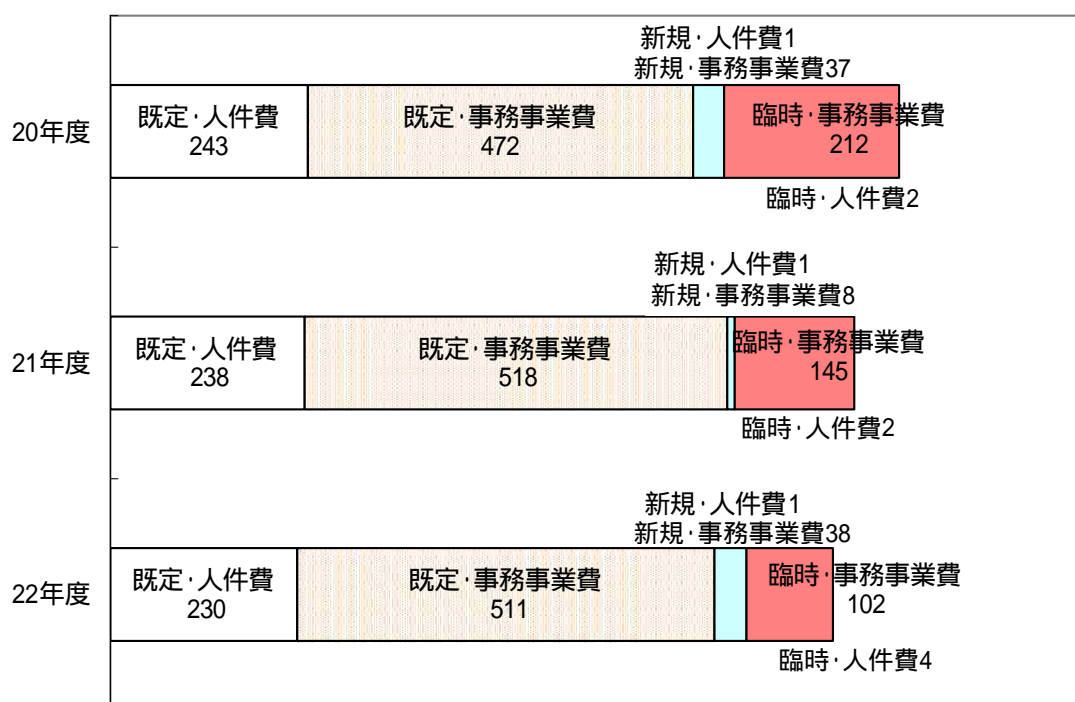 新規・人件費1
新規・事務事業費37
20年度
既定・人件費
243
既定・事務事業費
472
臨時・事務事業費
212
臨時・人件費2
新規・人件費1
新規・事務事業費8
21年度
既定・人件費
238
既定・事務事業費
518
臨時・事務事業費
145
臨時・人件費2
新規・人件費1
新規・事務事業費38
22年度
既定・人件費
230
既定・事務事業費
511
臨時・事務事業費
102
臨時・人件費4